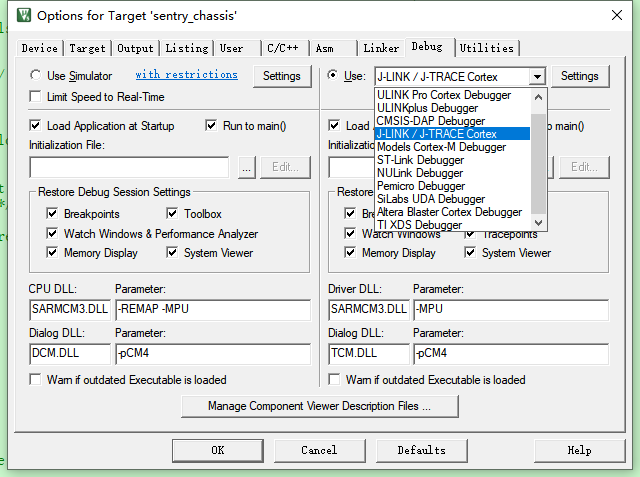 Options for Target 'sentry_chassis'
Device Target Output Listing User C/C++ Asm Linker Debug Utilities
Use Simulator with restrictions Settings
Use: J-LINK / J-TRACE Cortex Settings
Limit Speed to Real-Time
ULINK Pro Cortex Debugger
ULINKplus Debugger
CMSIS-DAP Debugger
J-LINK / J-TRACE Cortex
Models Cortex-M Debugger
ST-Link Debugger
NULink Debugger
Pemicro Debugger
SiLabs UDA Debugger
Altera Blaster Cortex Debugger
TI XDS Debugger
Load Application at Startup Run to main()
Load o main()
Initialization File:
Initializatio
... Edit...
Edit...
Restore Debug Session Settings
Restore
Breakpoints Toolbox
Bre
Watch Windows & Performance Analyzer
Watch Windows Tracepoints
Memory Display System Viewer
Memory Display System Viewer
CPU DLL: Parameter:
Driver DLL: Parameter:
SARMCM3.DLL -REMAP -MPU
SARMCM3.DLL -MPU
Dialog DLL: Parameter:
Dialog DLL: Parameter:
DCM.DLL -pCM4
TCM.DLL -pCM4
Warn if outdated Executable is loaded
Warn if outdated Executable is loaded
Manage Component Viewer Description Files ...
OK Cancel Defaults Help